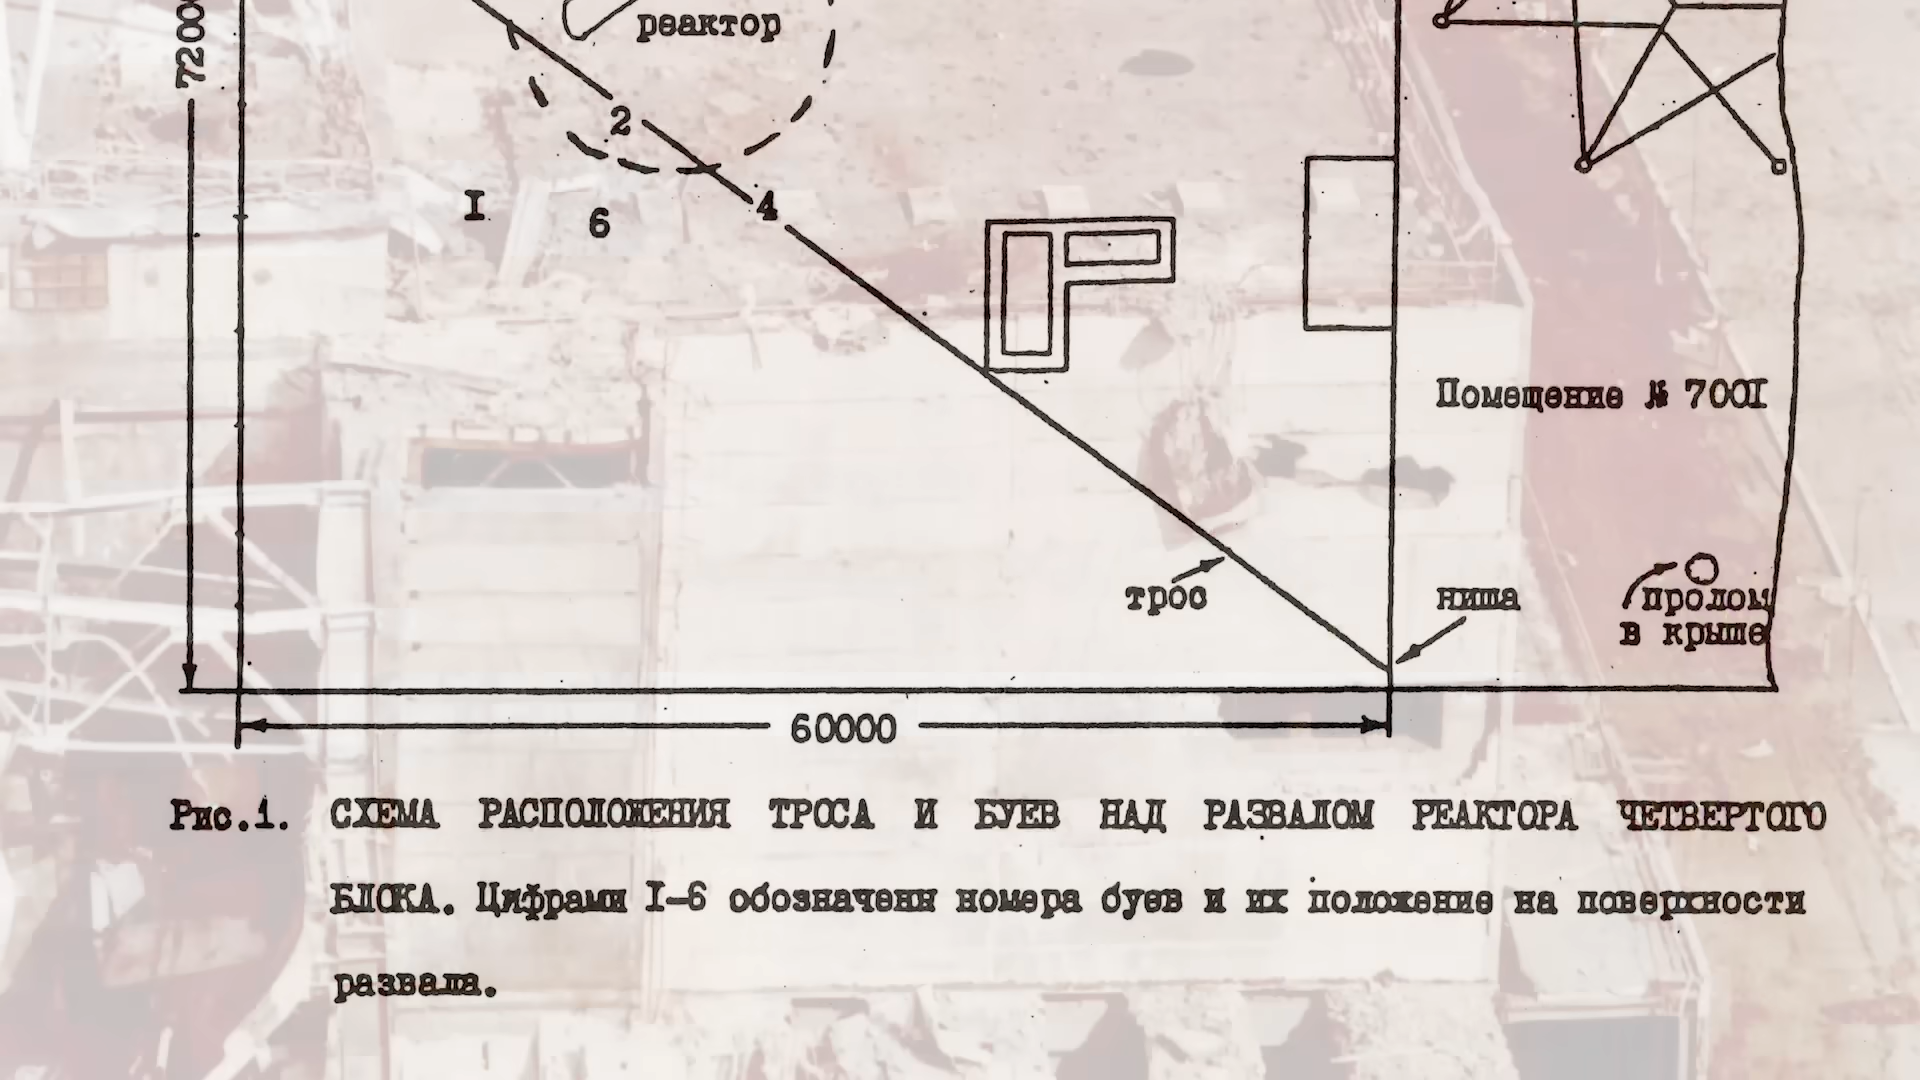 7200
реактор
2
I
6
4
Помещение № 700I
трос
ниша
пролом
в крыше
60000
Рис.1. СХЕМА РАСПОЛОЖЕНИЯ ТРОСА И БУЕВ НАД РАЗВАЛОМ РЕАКТОРА ЧЕТВЕРТОГО
БЛОКА. Цифрами I-6 обозначены номера буев и их положение на поверхности
развала.